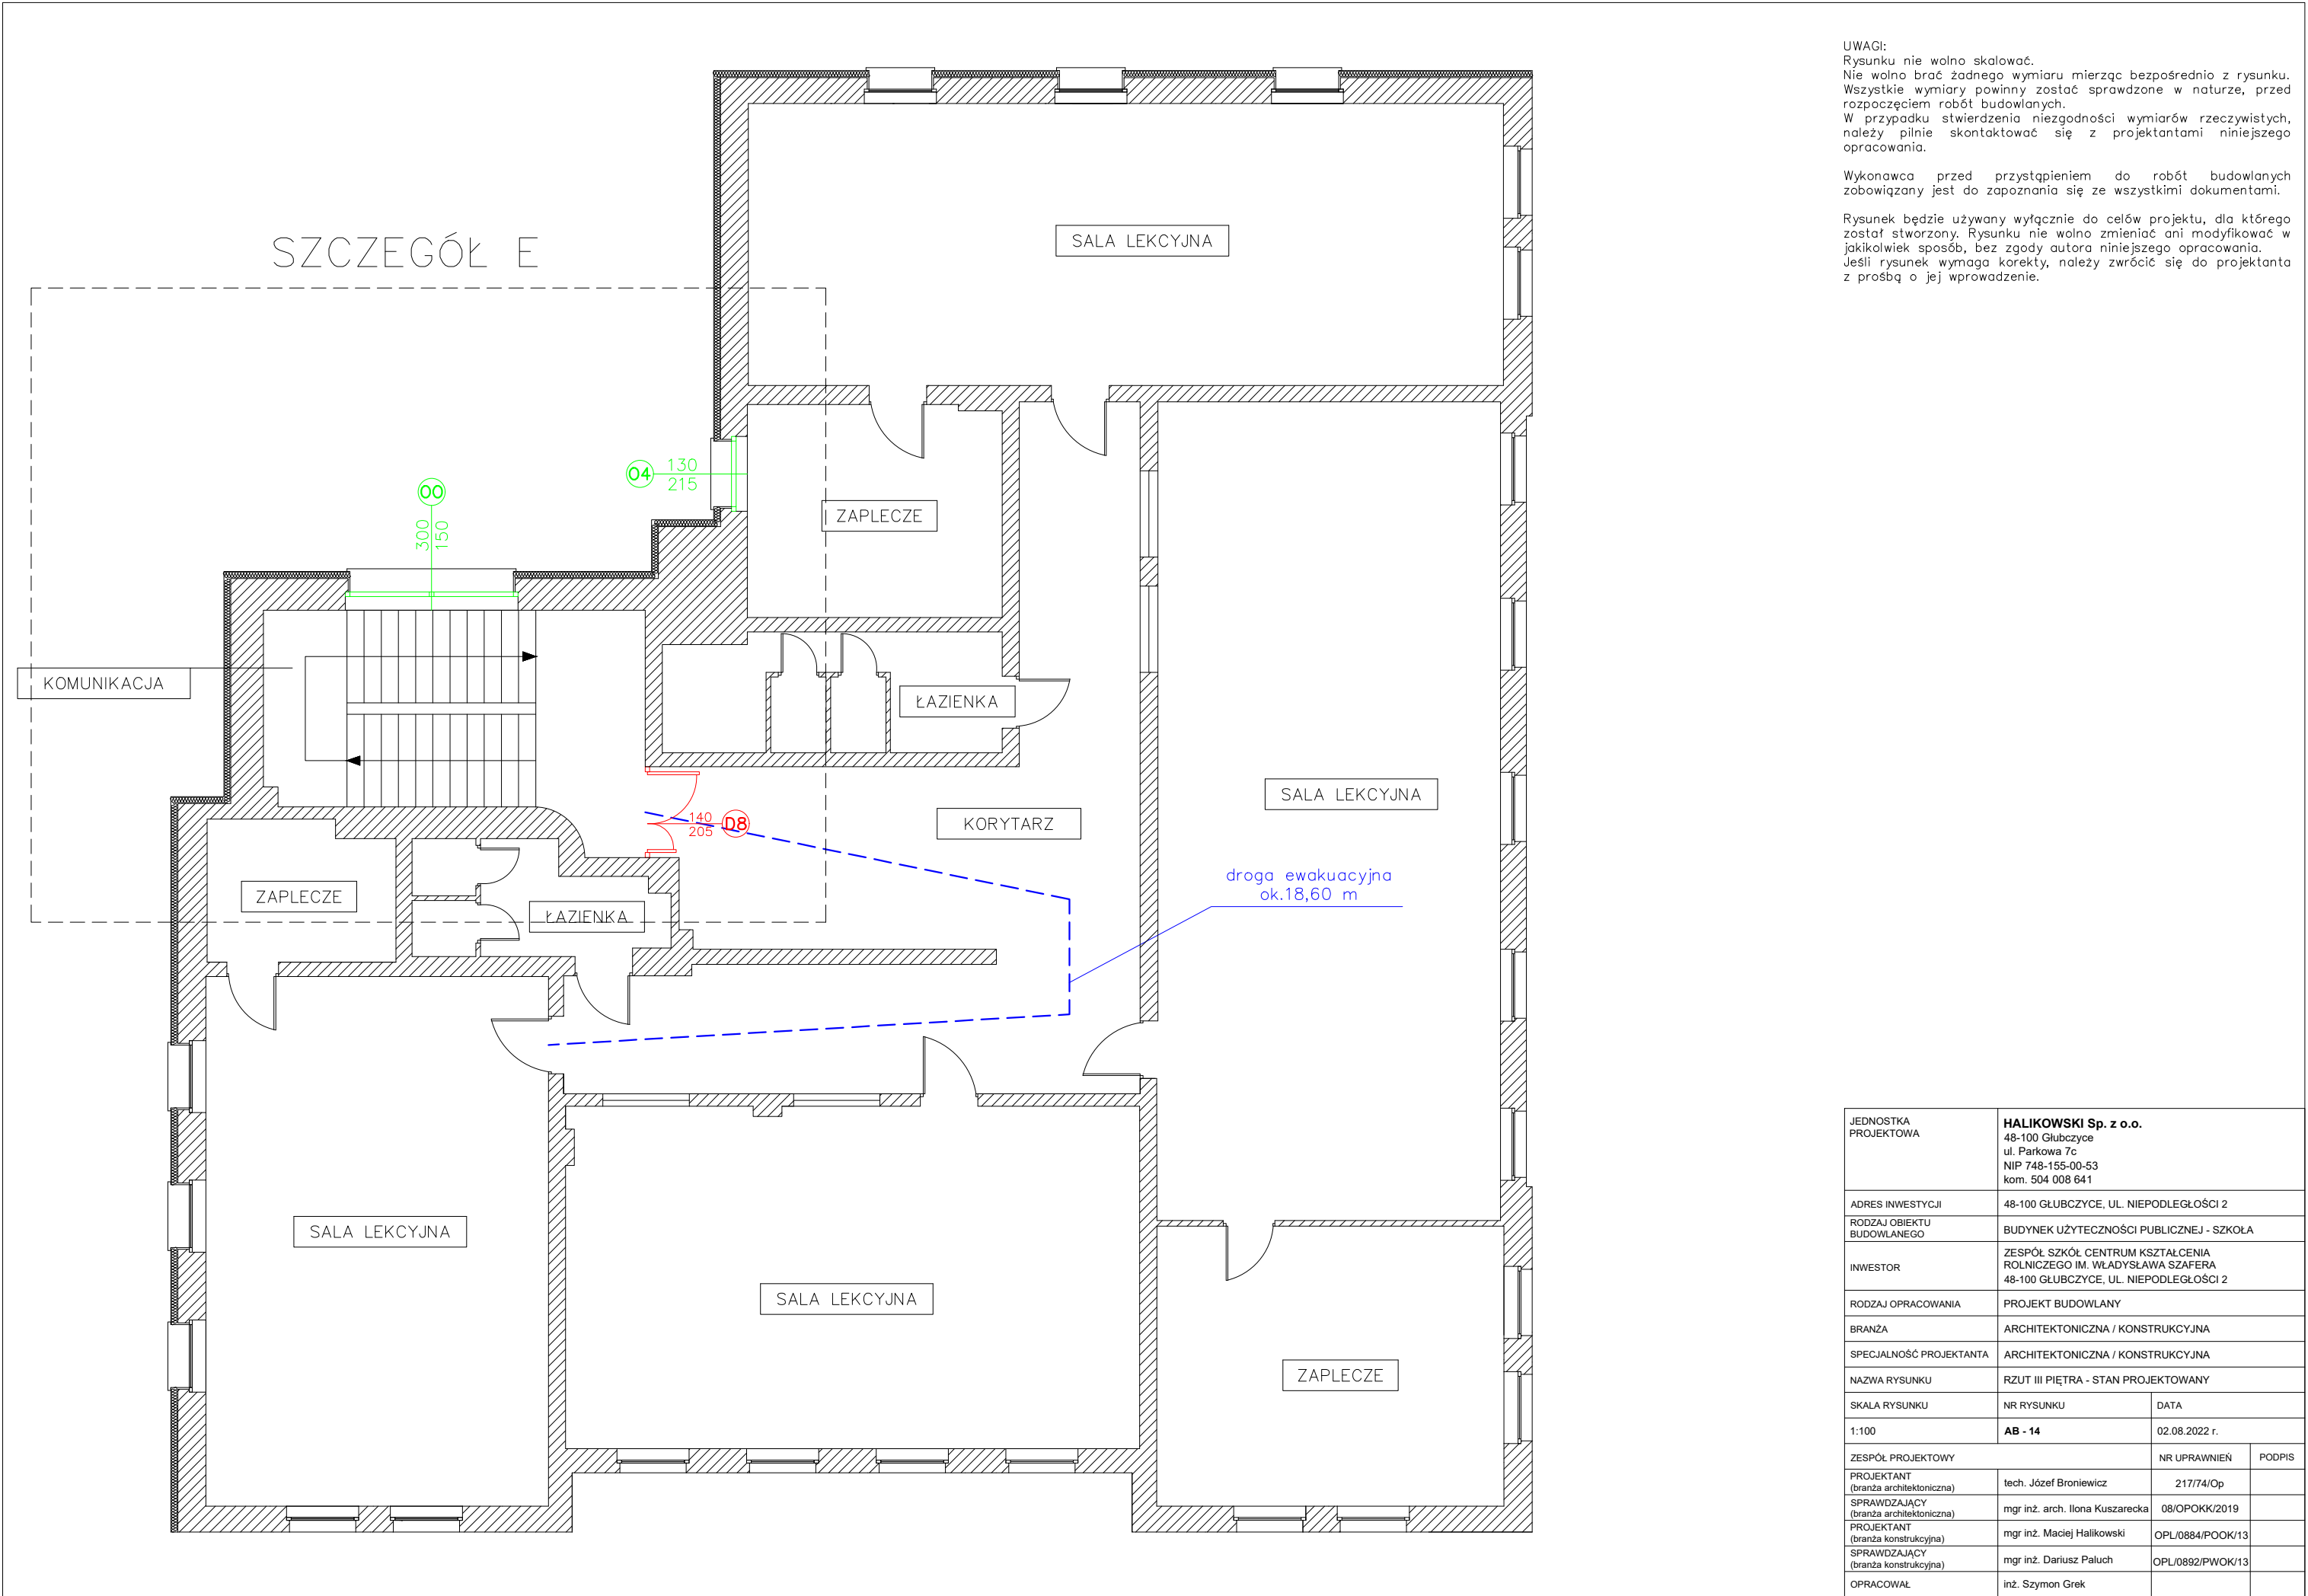 UWAGI:
Rysunku nie wolno skalować.
Nie wolno brać żadnego wymiaru mierząc bezpośrednio z rysunku.
Wszystkie wymiary powinny zostać sprawdzone w naturze, przed
rozpoczęciem robót budowlanych.
W przypadku stwierdzenia niezgodności wymiarów rzeczywistych,
należy pilnie skontaktować się z projektantami niniejszego
opracowania.
Wykonawca przed przystąpieniem do robót budowlanych
zobowiązany jest do zapoznania się ze wszystkimi dokumentami.
Rysunek będzie używany wyłącznie do celów projektu, dla którego
został stworzony. Rysunku nie wolno zmieniać ani modyfikować w
jakikolwiek sposób, bez zgody autora niniejszego opracowania.
Jeśli rysunek wymaga korekty, należy zwrócić się do projektanta
z prośbą o jej wprowadzenie.
SZCZEGÓŁ E
SALA LEKCYJNA
O4 130
215
OO
300
150
ZAPLECZE
KOMUNIKACJA
ŁAZIENKA
SALA LEKCYJNA
140
205
D8
KORYTARZ
droga ewakuacyjna
ok.18,60 m
ZAPLECZE
ŁAZIENKA
SALA LEKCYJNA
SALA LEKCYJNA
ZAPLECZE
JEDNOSTKA
PROJEKTOWA
HALIKOWSKI Sp. z o.o.
48-100 Głubczyce
ul. Parkowa 7c
NIP 748-155-00-53
kom. 504 008 641
ADRES INWESTYCJI 48-100 GŁUBCZYCE, UL. NIEPODLEGŁOŚCI 2
RODZAJ OBIEKTU
BUDOWLANEGO
BUDYNEK UŻYTECZNOŚCI PUBLICZNEJ - SZKOŁA
INWESTOR
ZESPÓŁ SZKÓŁ CENTRUM KSZTAŁCENIA
ROLNICZEGO IM. WŁADYSŁAWA SZAFERA
48-100 GŁUBCZYCE, UL. NIEPODLEGŁOŚCI 2
RODZAJ OPRACOWANIA PROJEKT BUDOWLANY
BRANŻA ARCHITEKTONICZNA / KONSTRUKCYJNA
SPECJALNOŚĆ PROJEKTANTA ARCHITEKTONICZNA / KONSTRUKCYJNA
NAZWA RYSUNKU RZUT III PIĘTRA - STAN PROJEKTOWANY
SKALA RYSUNKU NR RYSUNKU DATA
1:100 AB - 14 02.08.2022 r.
ZESPÓŁ PROJEKTOWY NR UPRAWNIEŃ PODPIS
PROJEKTANT
(branża architektoniczna)
tech. Józef Broniewicz 217/74/Op
SPRAWDZAJĄCY
(branża architektoniczna)
mgr inż. arch. Ilona Kuszarecka 08/OPOKK/2019
PROJEKTANT
(branża konstrukcyjna)
mgr inż. Maciej Halikowski OPL/0884/POOK/13
SPRAWDZAJĄCY
(branża konstrukcyjna)
mgr inż. Dariusz Paluch OPL/0892/PWOK/13
OPRACOWAŁ inż. Szymon Grek